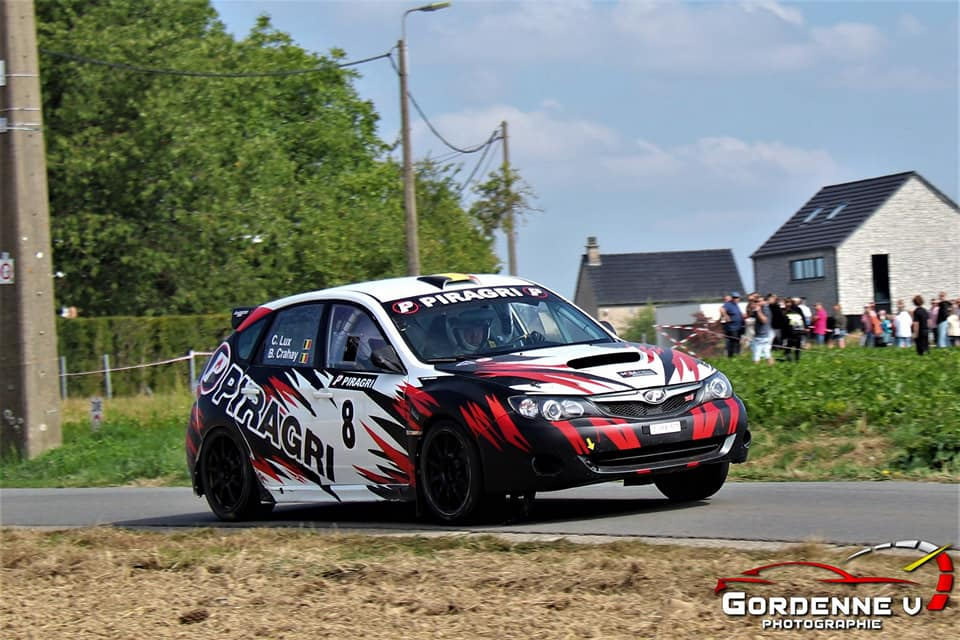 P PIRAGRI P
C. Lux
B. Crahay
PIRAGRI
PIRAGRI
8
GORDENNE V
PHOTOGRAPHIE